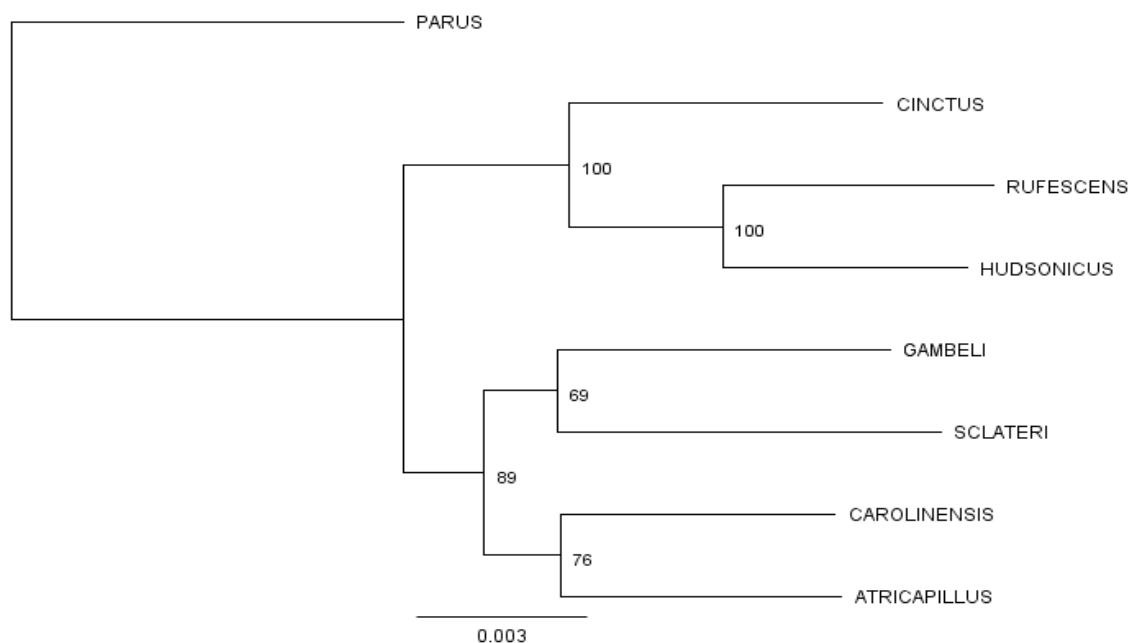 PARUS
CINCTUS
100
RUFESCENS
100
HUDSONICUS
GAMBELI
69
SCLATERI
89
CAROLINENSIS
76
ATRICAPILLUS
0.003